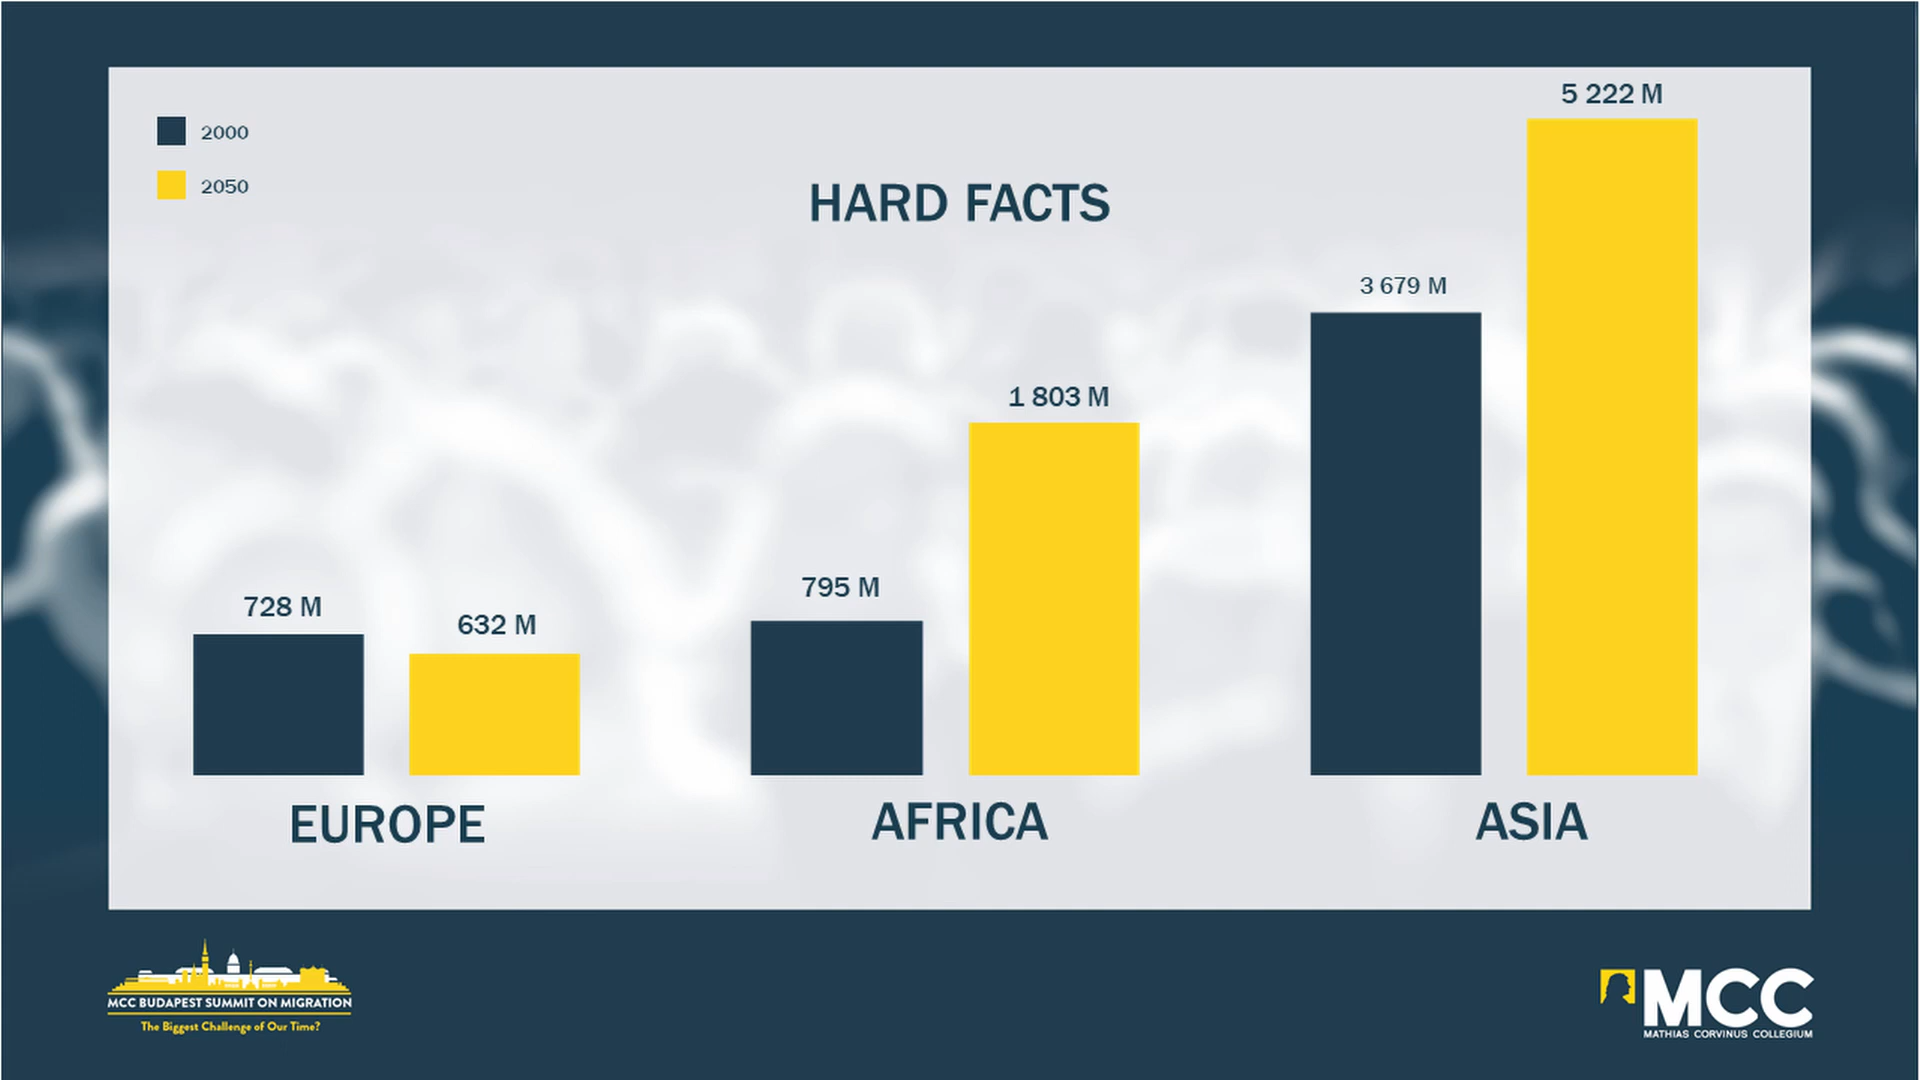 2000
2050
HARD FACTS
728 M
632 M
795 M
1 803 M
3 679 M
5 222 M
EUROPE
AFRICA
ASIA
MCC BUDAPEST SUMMIT ON MIGRATION
The Biggest Challenge of Our Time?
MCC
MATHIAS CORVINUS COLLEGIUM